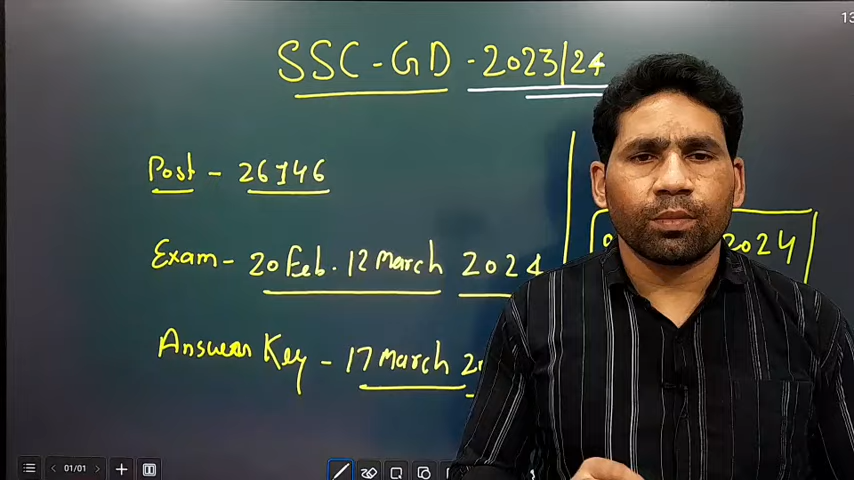 SSC-GD-2023/24
Post - 26146
Exam - 20 Feb. 12 March 2024
2024
Answer Key - 17 March
01/01